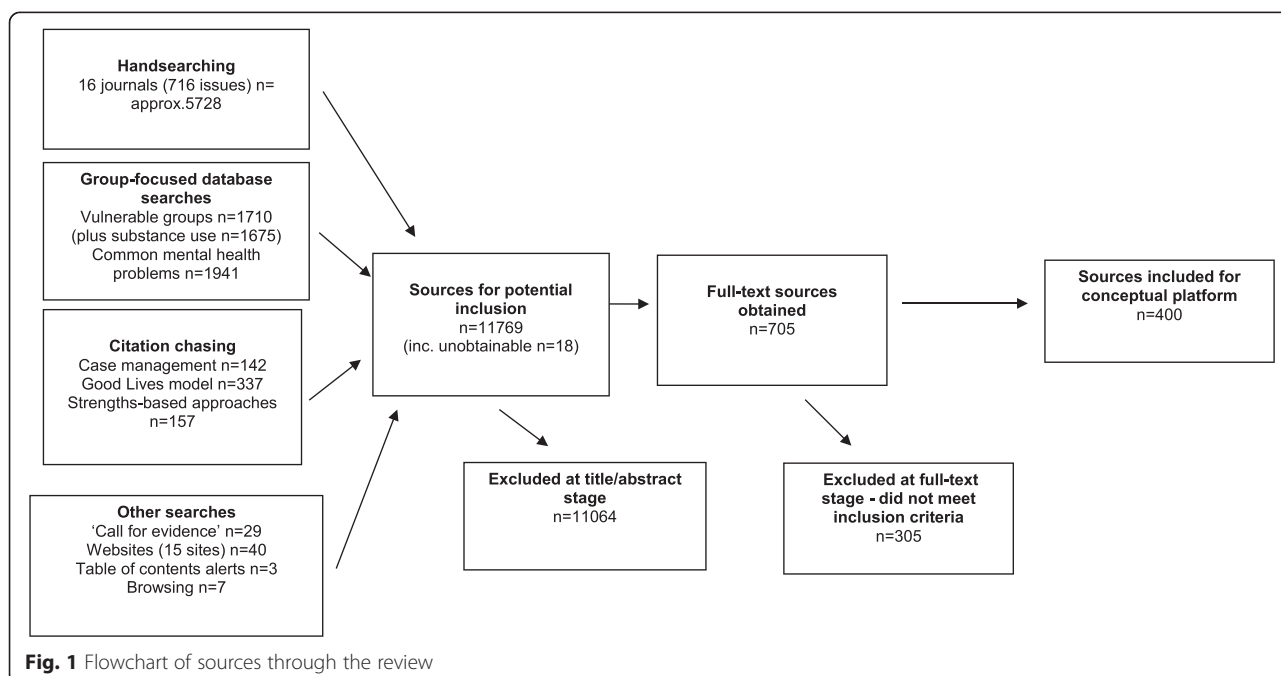 Handsearching
16 journals (716 issues) n=
approx.5728
Group-focused database
searches
Vulnerable groups n=1710
(plus substance use n=1675)
Common mental health
problems n=1941
Citation chasing
Case management n=142
Good Lives model n=337
Strengths-based approaches
n=157
Other searches
‘Call for evidence’ n=29
Websites (15 sites) n=40
Table of contents alerts n=3
Browsing n=7
Sources for potential
inclusion
n=11769
(inc. unobtainable n=18)
Excluded at title/abstract
stage
n=11064
Full-text sources
obtained
n=705
Excluded at full-text
stage - did not meet
inclusion criteria
n=305
Sources included for
conceptual platform
n=400
Fig. 1 Flowchart of sources through the review